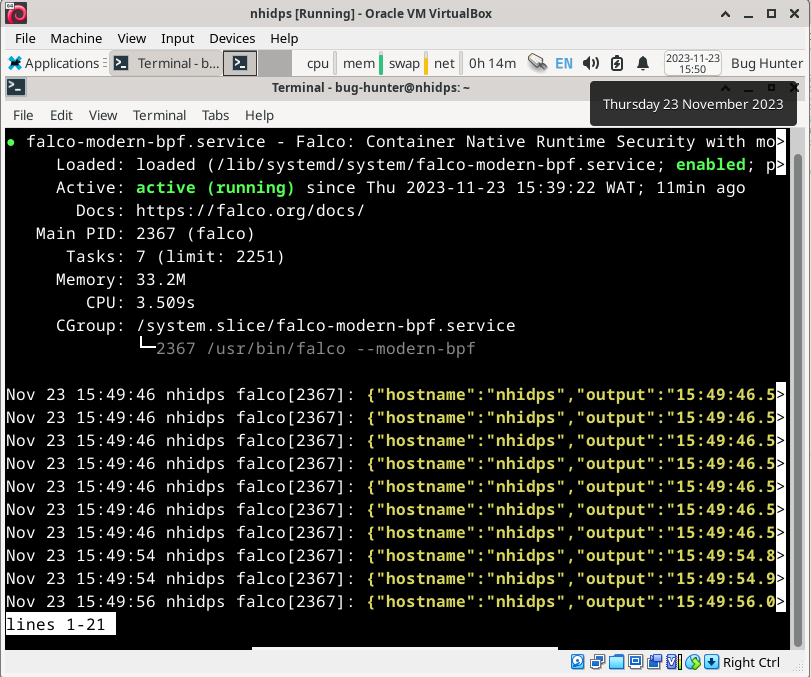 nhidps [Running] - Oracle VM VirtualBox
File Machine View Input Devices Help
Applications Terminal - b... cpu mem swap net 0h 14m EN 2023-11-23 15:50 Bug Hunter
Terminal - bug-hunter@nhidps: ~
Thursday 23 November 2023
File Edit View Terminal Tabs Help
● falco-modern-bpf.service - Falco: Container Native Runtime Security with mo>
Loaded: loaded (/lib/systemd/system/falco-modern-bpf.service; enabled; p>
Active: active (running) since Thu 2023-11-23 15:39:22 WAT; 11min ago
Docs: https://falco.org/docs/
Main PID: 2367 (falco)
Tasks: 7 (limit: 2251)
Memory: 33.2M
CPU: 3.509s
CGroup: /system.slice/falco-modern-bpf.service
└─2367 /usr/bin/falco --modern-bpf
Nov 23 15:49:46 nhidps falco[2367]: {"hostname":"nhidps","output":"15:49:46.5>
Nov 23 15:49:46 nhidps falco[2367]: {"hostname":"nhidps","output":"15:49:46.5>
Nov 23 15:49:46 nhidps falco[2367]: {"hostname":"nhidps","output":"15:49:46.5>
Nov 23 15:49:46 nhidps falco[2367]: {"hostname":"nhidps","output":"15:49:46.5>
Nov 23 15:49:46 nhidps falco[2367]: {"hostname":"nhidps","output":"15:49:46.5>
Nov 23 15:49:46 nhidps falco[2367]: {"hostname":"nhidps","output":"15:49:46.5>
Nov 23 15:49:46 nhidps falco[2367]: {"hostname":"nhidps","output":"15:49:46.5>
Nov 23 15:49:54 nhidps falco[2367]: {"hostname":"nhidps","output":"15:49:54.8>
Nov 23 15:49:54 nhidps falco[2367]: {"hostname":"nhidps","output":"15:49:54.9>
Nov 23 15:49:56 nhidps falco[2367]: {"hostname":"nhidps","output":"15:49:56.0>
lines 1-21
Right Ctrl